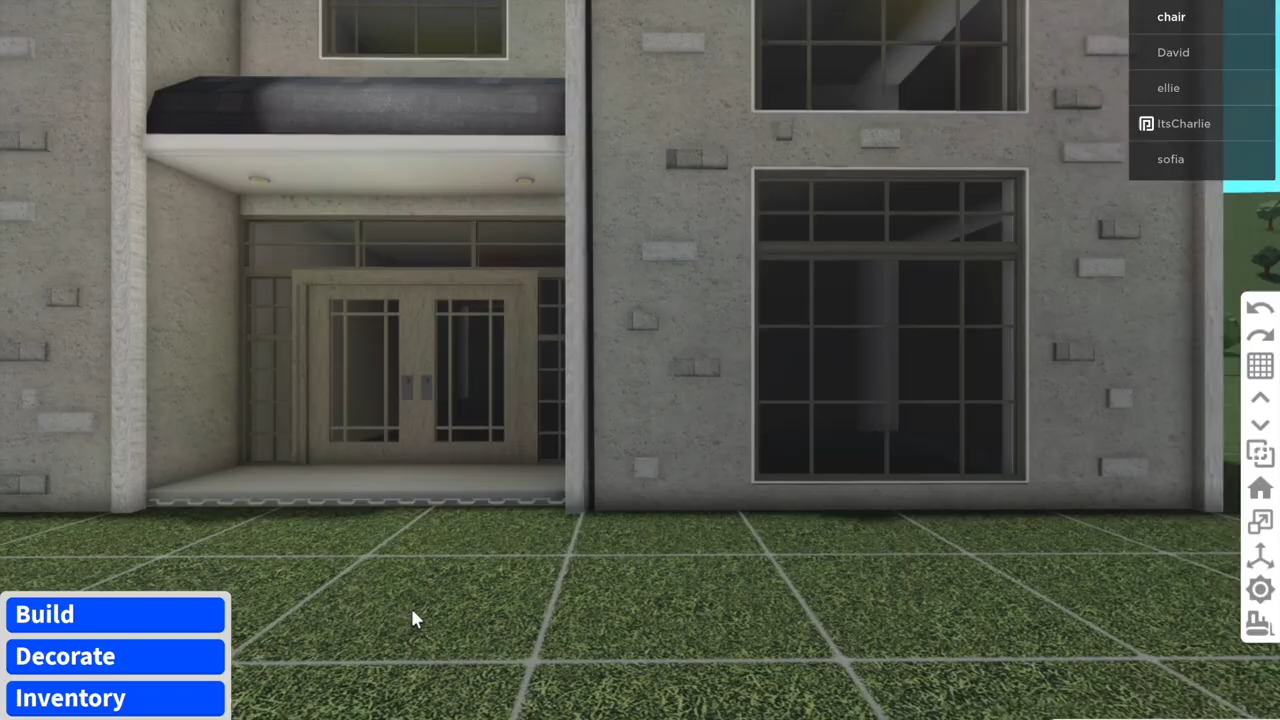 chair
David
ellie
ItsCharlie
sofia
Build
Decorate
Inventory